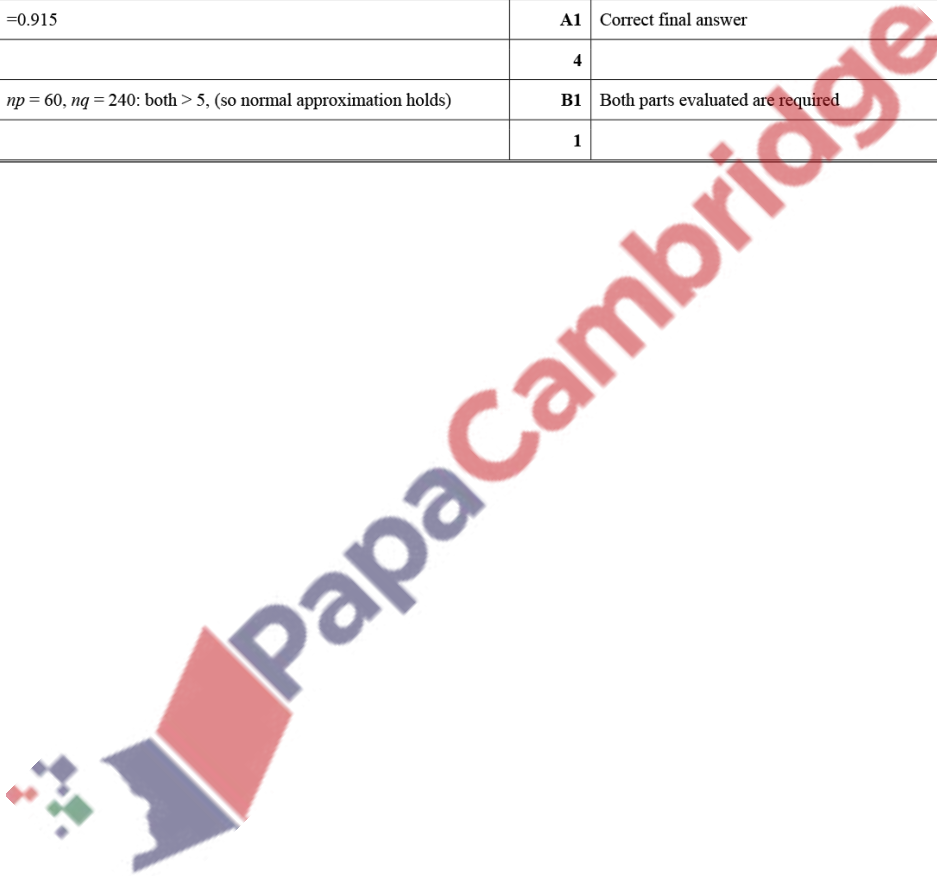 =0.915 A1 Correct final answer
4
np = 60, nq = 240: both > 5, (so normal approximation holds) B1 Both parts evaluated are required
1
PapaCambridge